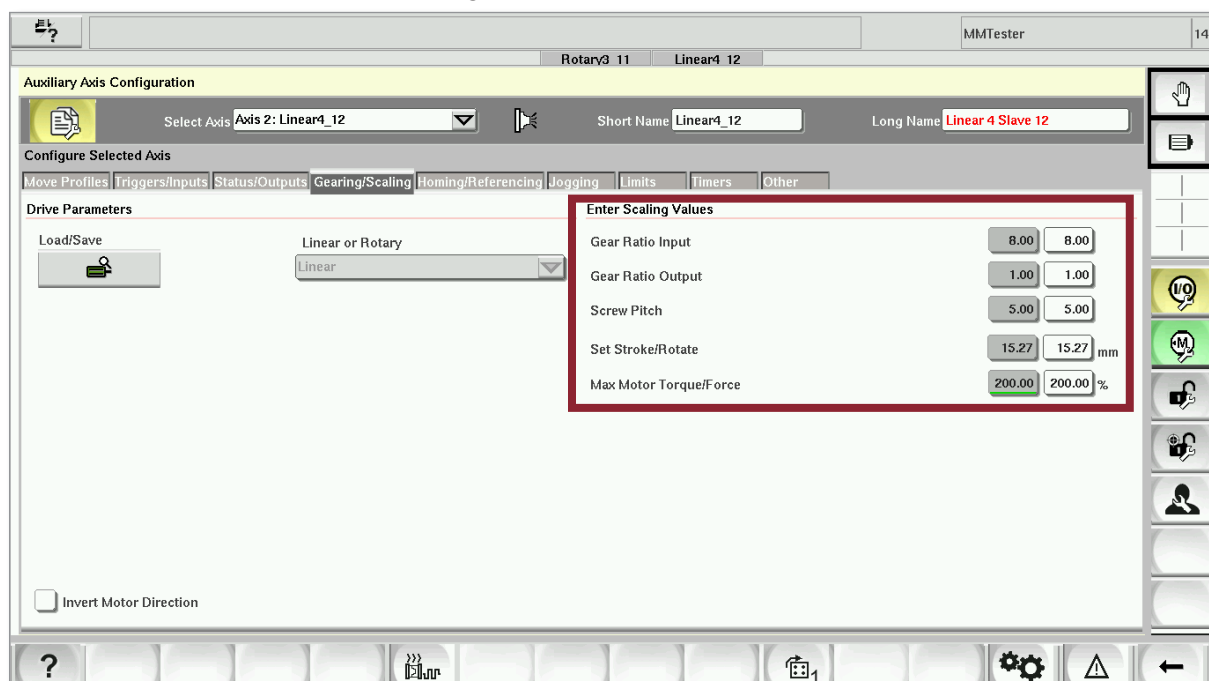 ?
MMTester
14
Rotary3_11 Linear4_12
Auxiliary Axis Configuration
Select Axis Axis 2: Linear4_12 Short Name Linear4_12 Long Name Linear 4 Slave 12
Configure Selected Axis
Move Profiles Triggers/Inputs Status/Outputs Gearing/Scaling Homing/Referencing Jogging Limits Timers Other
Drive Parameters
Enter Scaling Values
Load/Save
Linear or Rotary
Linear
Gear Ratio Input 8.00 8.00
Gear Ratio Output 1.00 1.00
Screw Pitch 5.00 5.00
Set Stroke/Rotate 15.27 15.27 mm
Max Motor Torque/Force 200.00 200.00 %
I/O
M
Invert Motor Direction
?
1